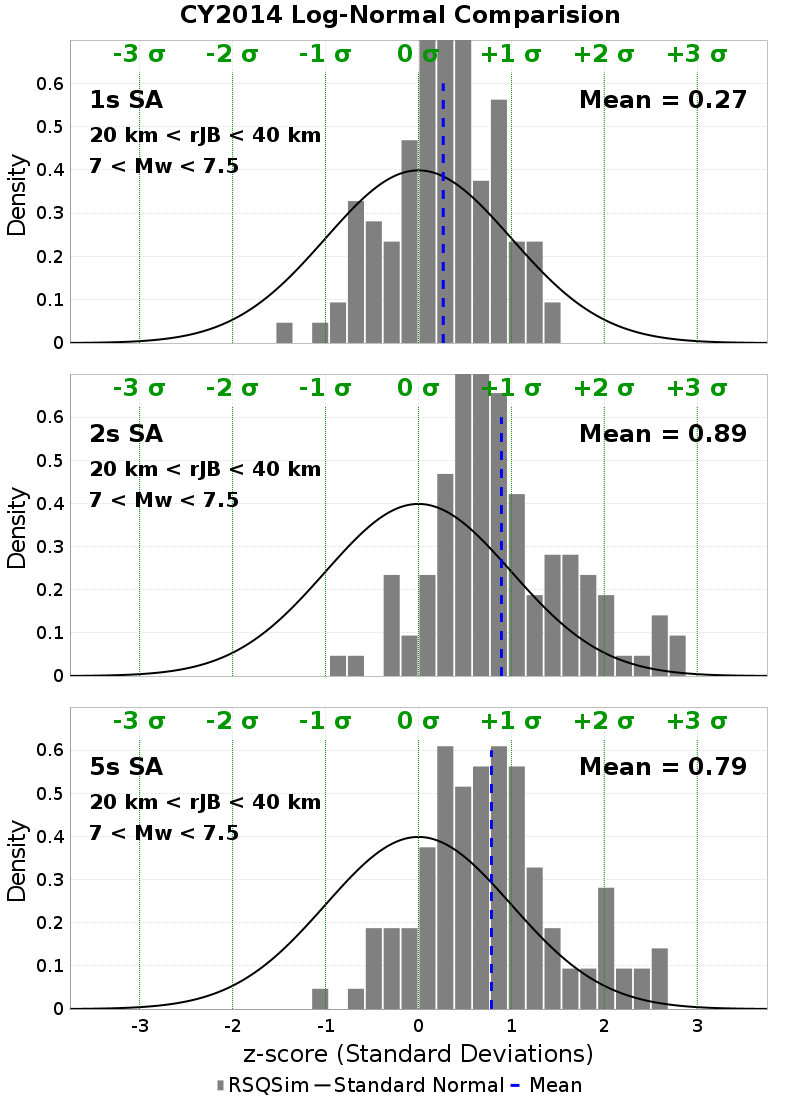 CY2014 Log-Normal Comparision
-3 σ -2 σ -1 σ 0 σ +1 σ +2 σ +3 σ
1s SA Mean = 0.27
20 km < rJB < 40 km
7 < Mw < 7.5
Density
0.6
0.5
0.4
0.3
0.2
0.1
0
-3 σ -2 σ -1 σ 0 σ +1 σ +2 σ +3 σ
2s SA Mean = 0.89
20 km < rJB < 40 km
7 < Mw < 7.5
Density
0.6
0.5
0.4
0.3
0.2
0.1
0
-3 σ -2 σ -1 σ 0 σ +1 σ +2 σ +3 σ
5s SA Mean = 0.79
20 km < rJB < 40 km
7 < Mw < 7.5
Density
0.6
0.5
0.4
0.3
0.2
0.1
0
-3 -2 -1 0 1 2 3
z-score (Standard Deviations)
RSQSim Standard Normal Mean